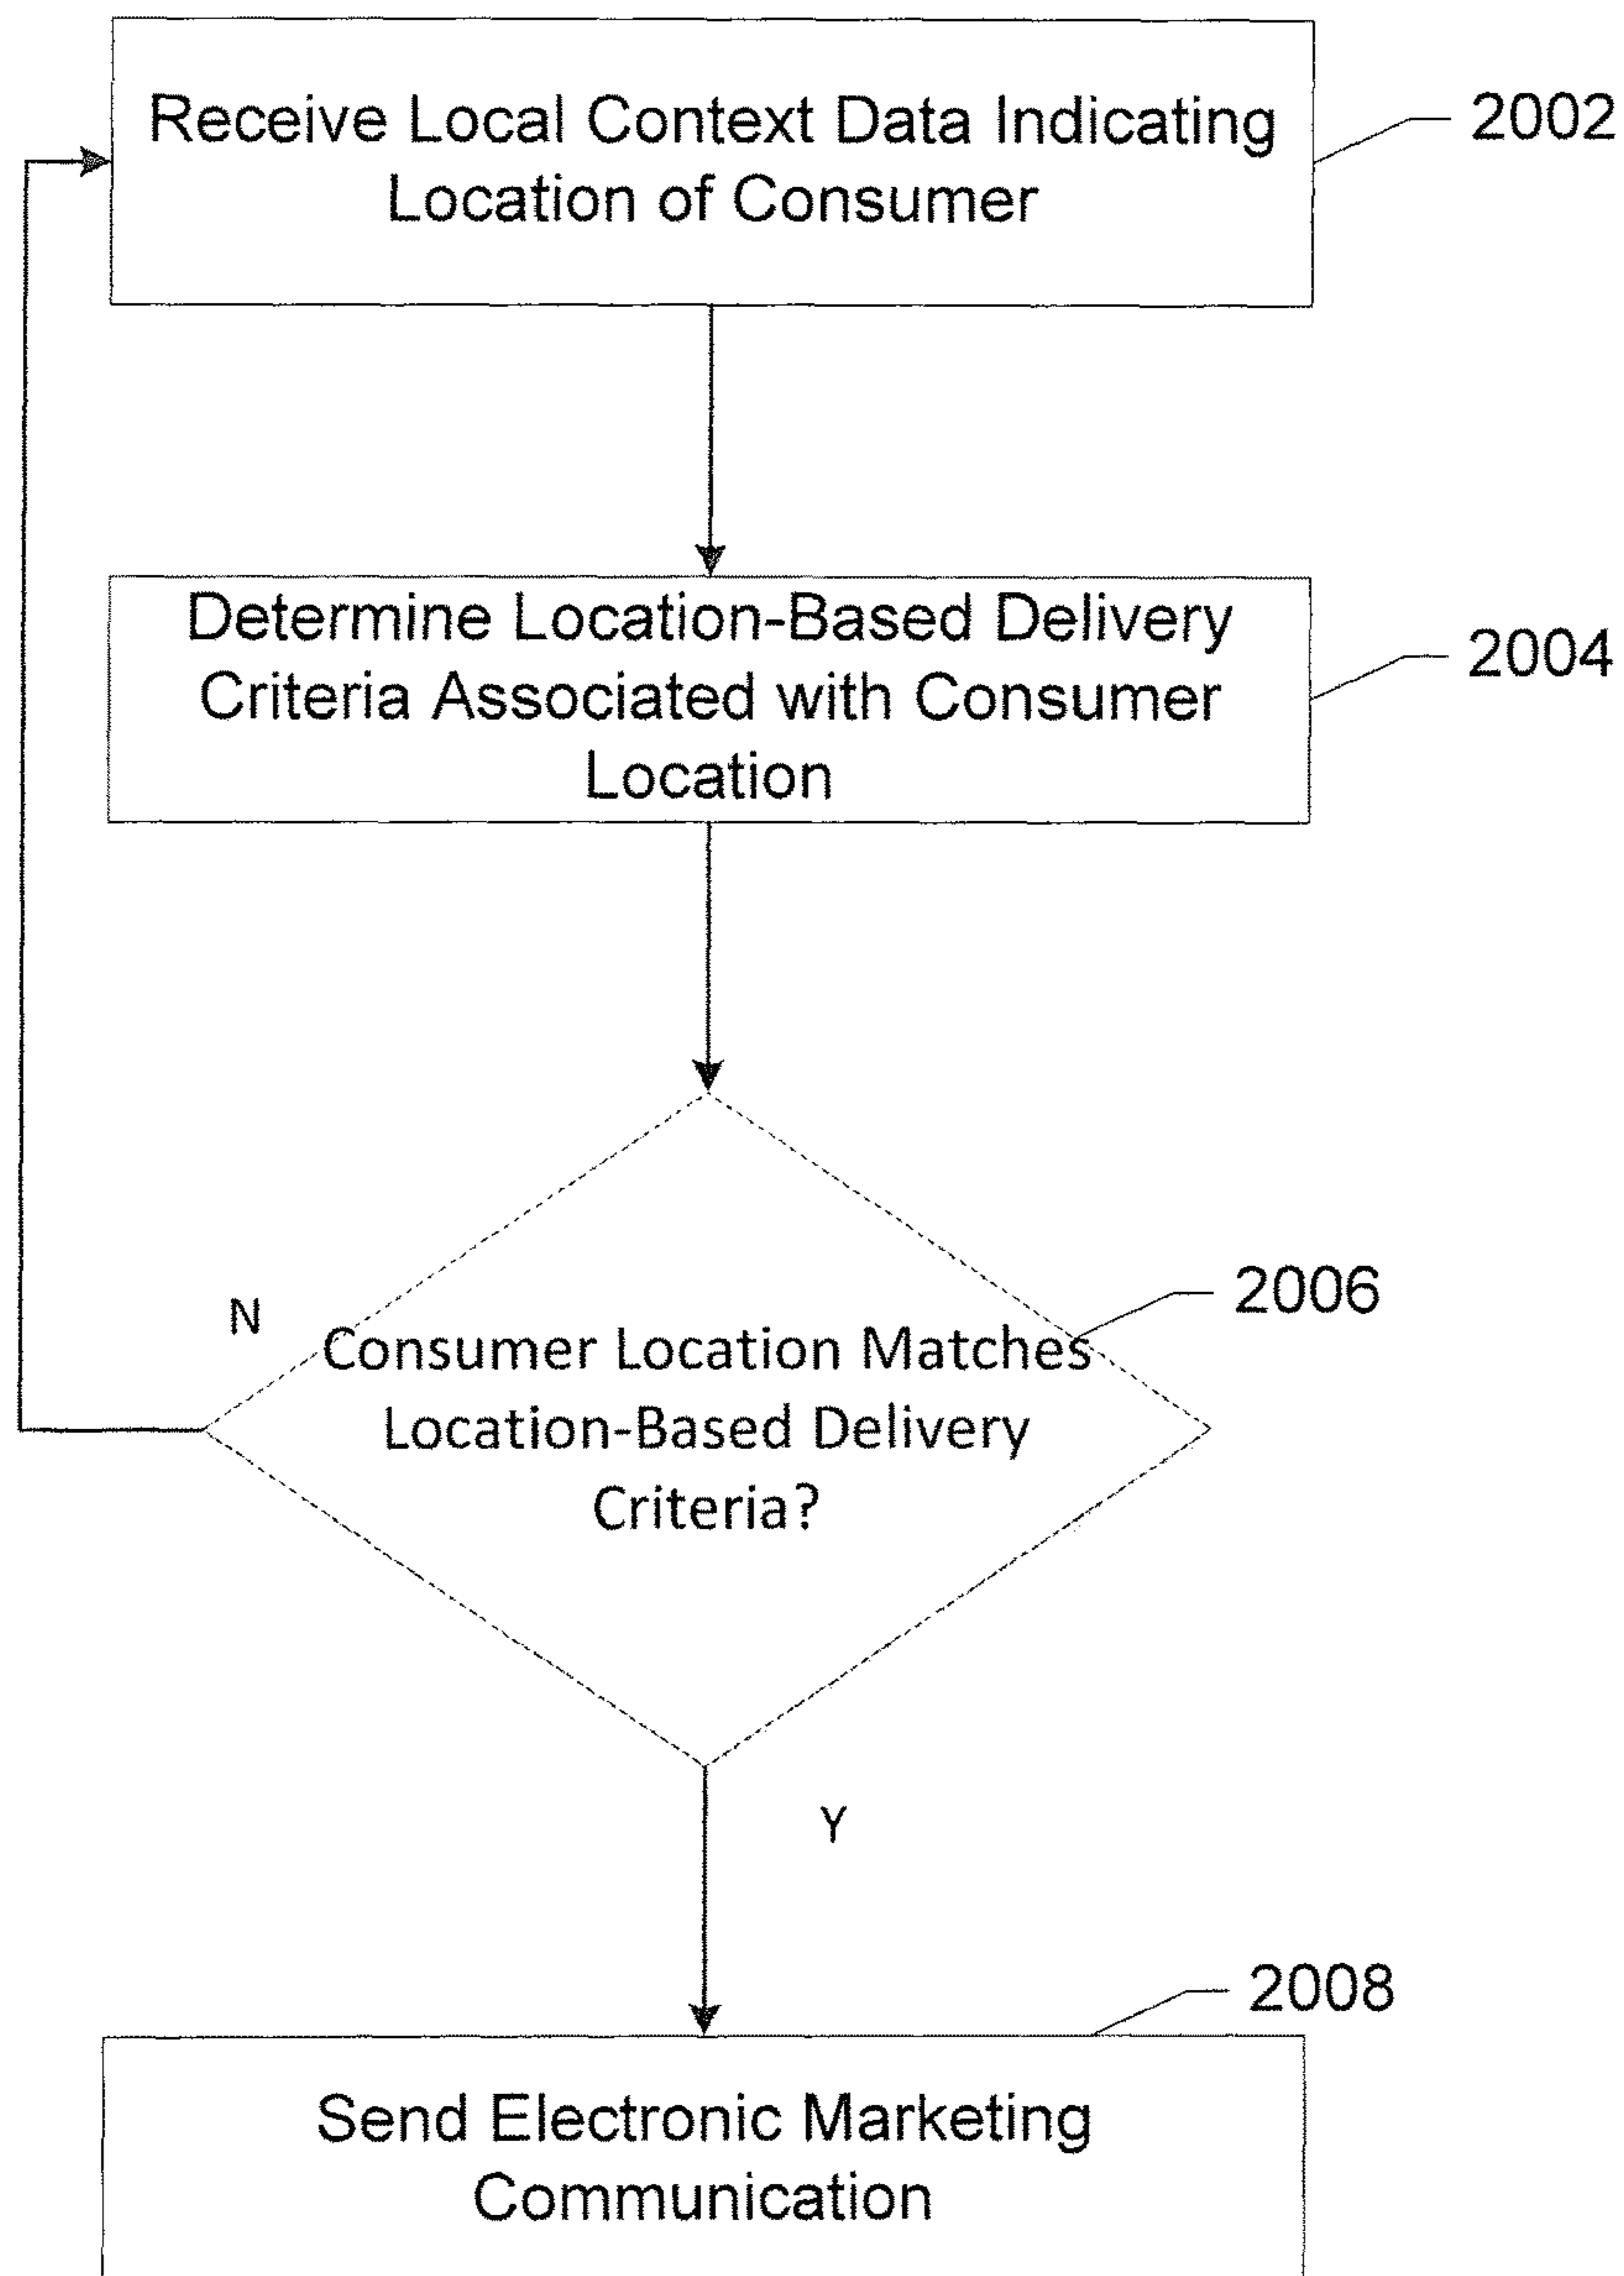 Receive Local Context Data Indicating
Location of Consumer
2002
Determine Location-Based Delivery
Criteria Associated with Consumer
Location
2004
2006
N
Consumer Location Matches
Location-Based Delivery
Criteria?
Y
2008
Send Electronic Marketing
Communication